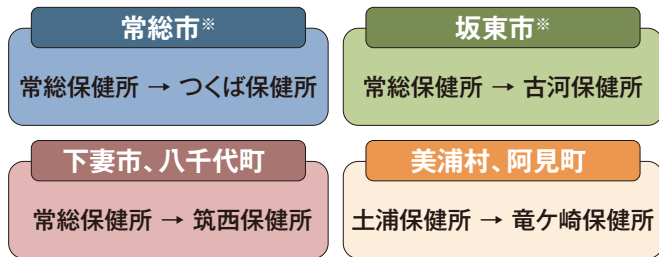 常総市※
常総保健所 → つくば保健所
坂東市※
常総保健所 → 古河保健所
下妻市、八千代町
常総保健所 → 筑西保健所
美浦村、阿見町
土浦保健所 → 竜ケ崎保健所